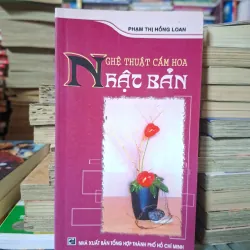 PHẠM THỊ HỒNG LOAN
NGHỆ THUẬT CẮM HOA
NHẬT BẢN
NHÀ XUẤT BẢN TỔNG HỢP THÀNH PHỐ HỒ CHÍ MINH